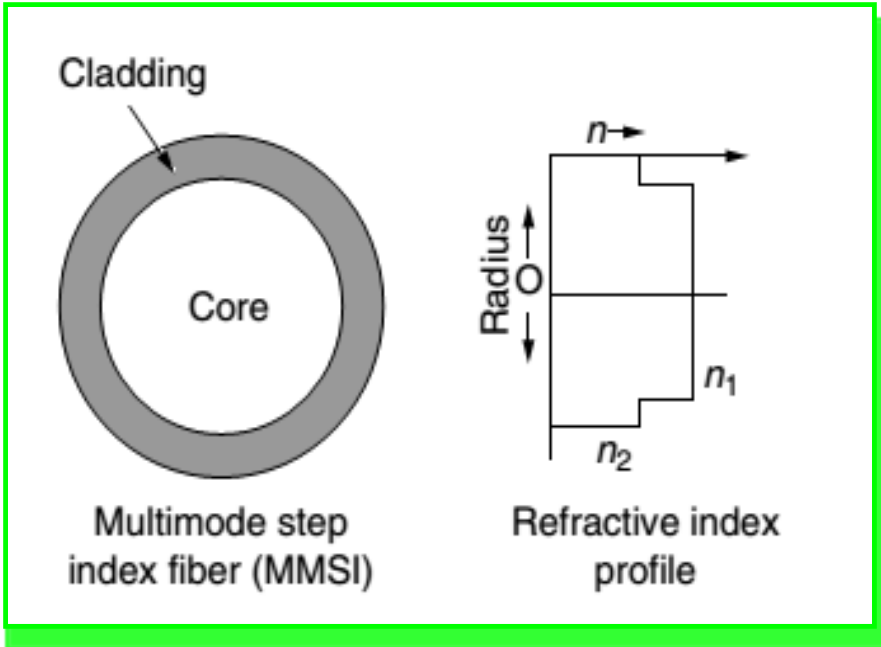 Cladding
Core
Multimode step
index fiber (MMSI)
n
Radius
O
n₁
n₂
Refractive index
profile